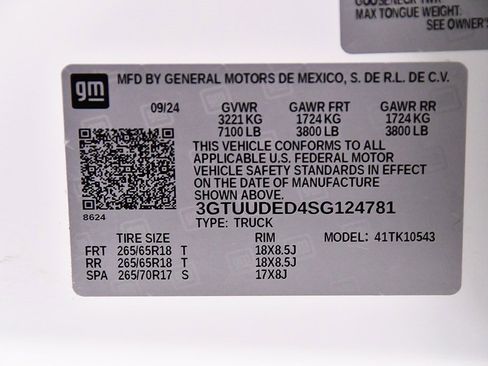 GOOSENECK TWR
MAX TONGUE WEIGHT.
SEE OWNER'S
gm
MFD BY GENERAL MOTORS DE MEXICO, S. DE R.L. DE C.V.
09/24 GVWR GAWR FRT GAWR RR
3221 KG 1724 KG 1724 KG
7100 LB 3800 LB 3800 LB
THIS VEHICLE CONFORMS TO ALL
APPLICABLE U.S. FEDERAL MOTOR
VEHICLE SAFETY STANDARDS IN EFFECT
ON THE DATE OF MANUFACTURE
SHOWN ABOVE.
3GTUUDED4SG124781
8624
TYPE: TRUCK
TIRE SIZE RIM MODEL: 41TK10543
FRT 265/65R18 T 18X8.5J
RR 265/65R18 T 18X8.5J
SPA 265/70R17 S 17X8J